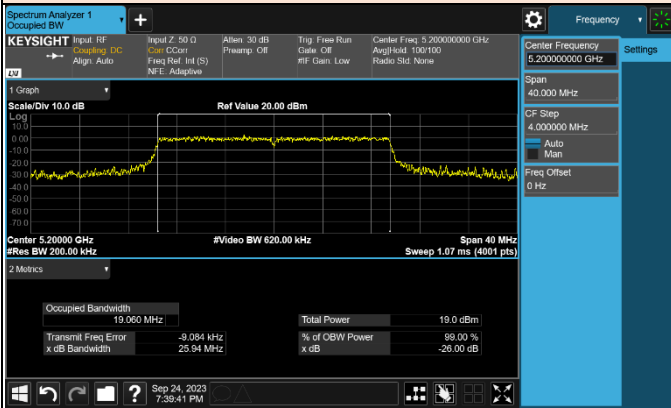 Spectrum Analyzer 1
Occupied BW
Frequency
KEYSIGHT
Input: RF
Coupling: DC
Align: Auto
Input Z: 50 Ω
Corr CCorr
Freq Ref: Int (S)
NFE: Adaptive
Atten: 30 dB
Preamp: Off
Trig: Free Run
Gate: Off
#IF Gain: Low
Center Freq: 5.200000000 GHz
Avg|Hold: 100/100
Radio Std: None
LXI
1 Graph
Scale/Div 10.0 dB
Ref Value 20.00 dBm
Log
10.0
0.00
-10.0
-20.0
-30.0
-40.0
-50.0
-60.0
-70.0
Center 5.20000 GHz
#Video BW 620.00 kHz
Span 40 MHz
#Res BW 200.00 kHz
Sweep 1.07 ms (4001 pts)
2 Metrics
Occupied Bandwidth
19.060 MHz
Total Power 19.0 dBm
Transmit Freq Error -9.084 kHz
% of OBW Power 99.00 %
x dB Bandwidth 25.94 MHz
x dB -26.00 dB
Sep 24, 2023
7:39:41 PM
Center Frequency
5.200000000 GHz
Settings
Span
40.000 MHz
CF Step
4.000000 MHz
Auto
Man
Freq Offset
0 Hz